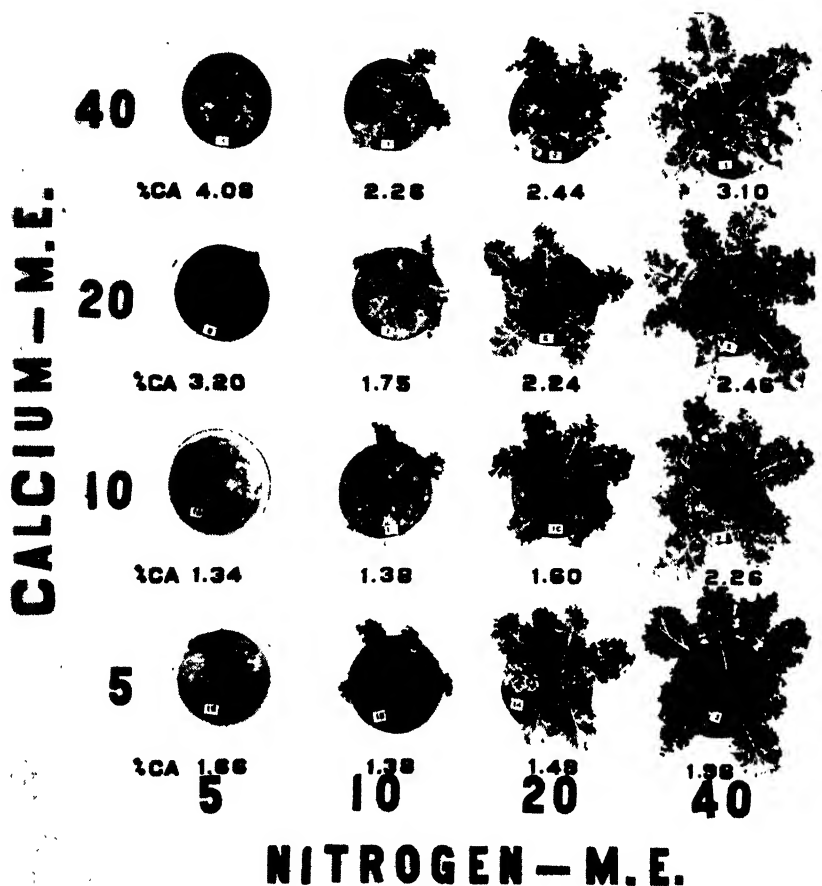 CALCIUM—M.E.
40
%CA 4.08 2.26 2.44 3.10
20
%CA 3.20 1.75 2.24 2.46
10
%CA 1.34 1.38 1.60 2.26
5
%CA 1.66 1.38 1.48 1.98
5 10 20 40
NITROGEN—M.E.